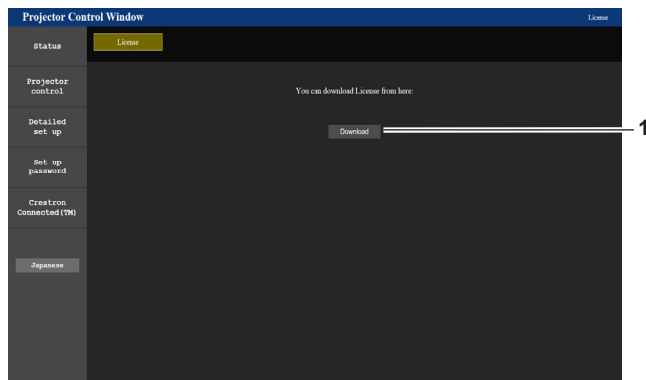 Projector Control Window
License
Status
License
Projector
control
You can download License from here:
Detailed
set up
Download
1
Set up
password
Crestron
Connected(TM)
Japanese